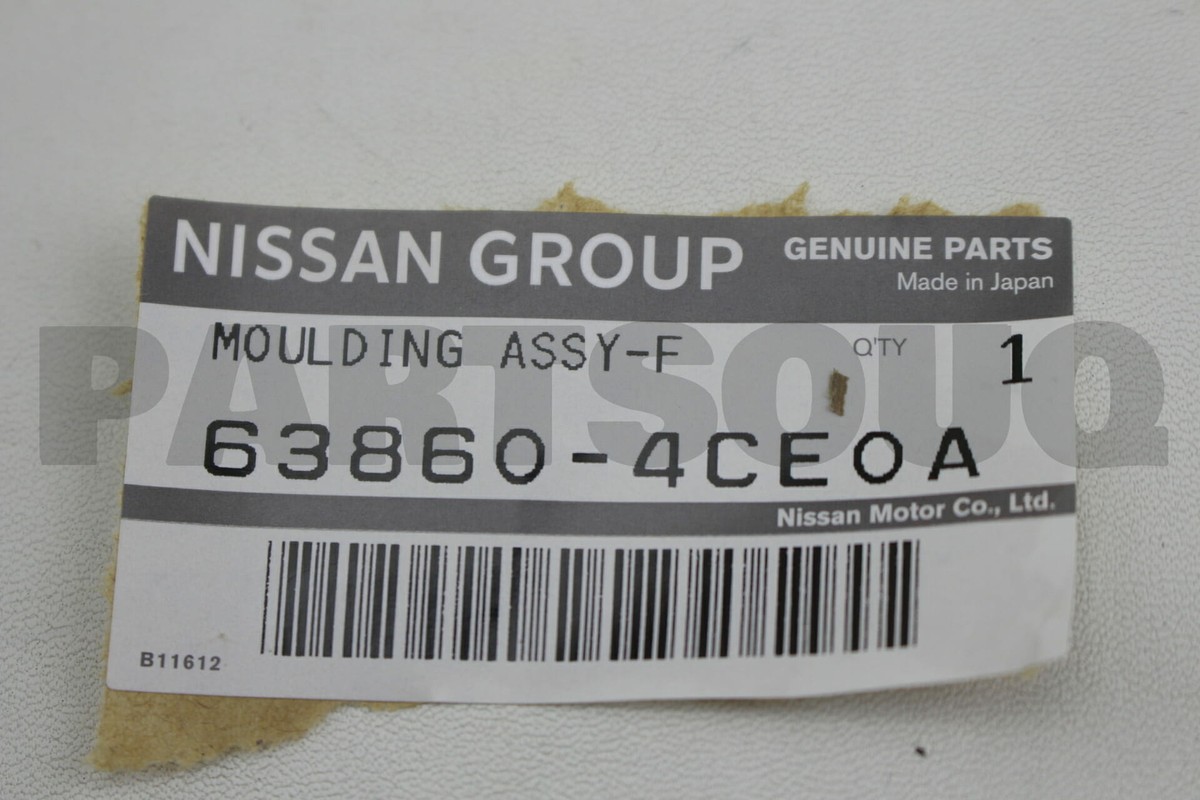 NISSAN GROUP GENUINE PARTS
Made in Japan
MOULDING ASSY-F Q'TY 1
PARTSOUQ
63860-4CE0A
Nissan Motor Co., Ltd.
B11612